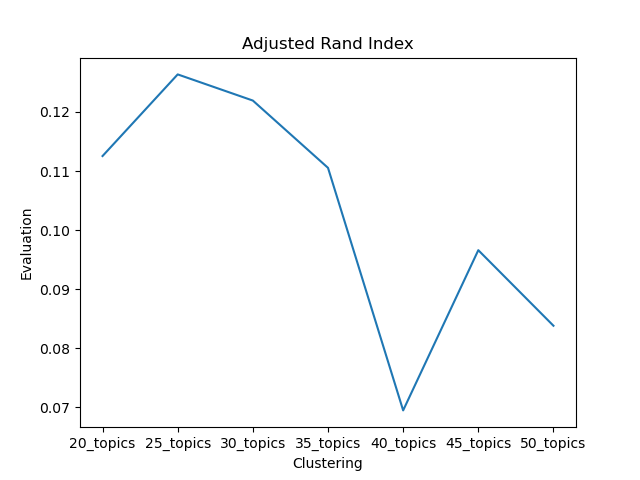 Adjusted Rand Index
Evaluation
0.12
0.11
0.10
0.09
0.08
0.07
20_topics 25_topics 30_topics 35_topics 40_topics 45_topics 50_topics
Clustering